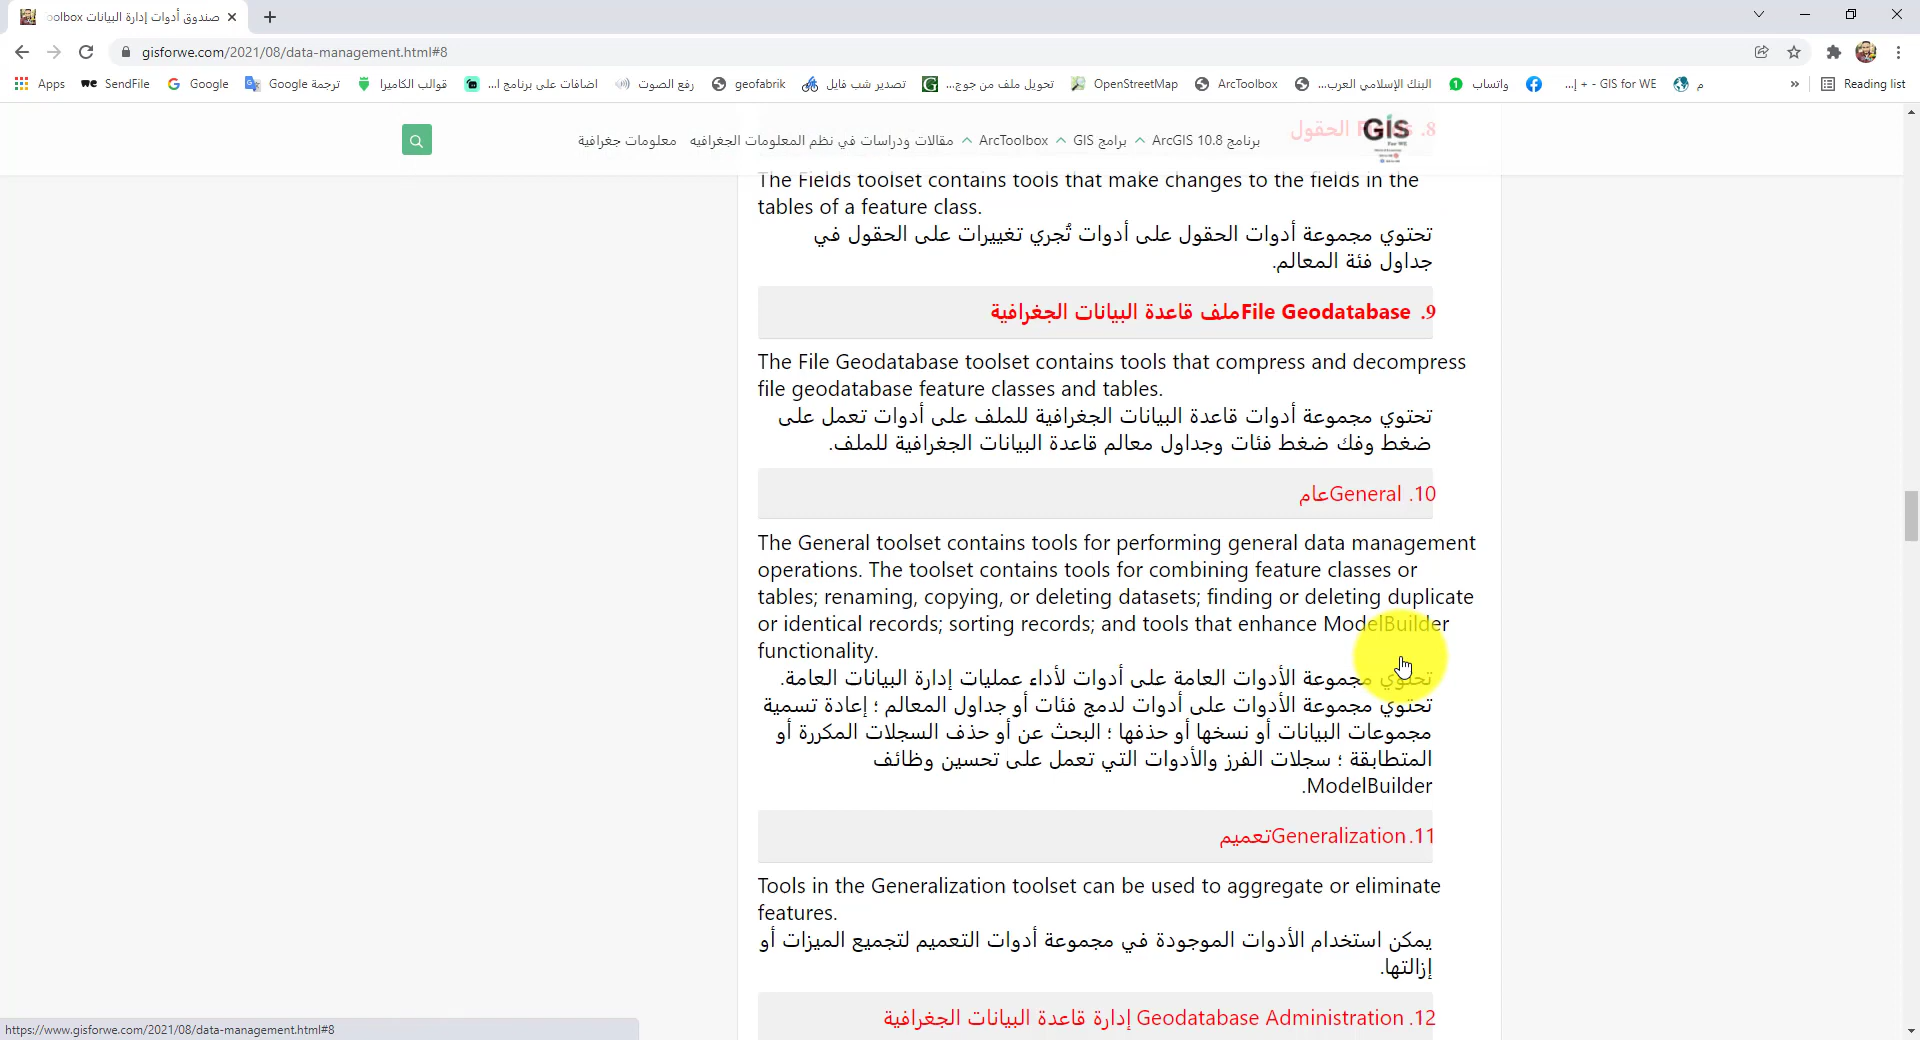 صندوق أدوات إدارة البيانات oolbox
gisforwe.com/2021/08/data-management.html#8
Apps SendFile Google ترجمة Google قوالب الكاميرا اضافات على برنامج ا... رفع الصوت geofabrik تصدير شب فايل تحويل ملف من جوج... OpenStreetMap ArcToolbox البنك الإسلامي العرب... واتساب GIS for WE - + إ... م » Reading list
برنامج ArcGIS 10.8 برامج GIS ArcToolbox مقالات ودراسات في نظم المعلومات الجغرافيه معلومات جغرافية
GIS
For WE
8. الحقول
The Fields toolset contains tools that make changes to the fields in the
tables of a feature class.
تحتوي مجموعة أدوات الحقول على أدوات تُجري تغييرات على الحقول في
جداول فئة المعالم.
9. File Geodatabaseملف قاعدة البيانات الجغرافية
The File Geodatabase toolset contains tools that compress and decompress
file geodatabase feature classes and tables.
تحتوي مجموعة أدوات قاعدة البيانات الجغرافية للملف على أدوات تعمل على
ضغط وفك ضغط فئات وجداول معالم قاعدة البيانات الجغرافية للملف.
10. Generalعام
The General toolset contains tools for performing general data management
operations. The toolset contains tools for combining feature classes or
tables; renaming, copying, or deleting datasets; finding or deleting duplicate
or identical records; sorting records; and tools that enhance ModelBuilder
functionality.
تحتوي مجموعة الأدوات العامة على أدوات لأداء عمليات إدارة البيانات العامة.
تحتوي مجموعة الأدوات على أدوات لدمج فئات أو جداول المعالم ؛ إعادة تسمية
مجموعات البيانات أو نسخها أو حذفها ؛ البحث عن أو حذف السجلات المكررة أو
المتطابقة ؛ سجلات الفرز والأدوات التي تعمل على تحسين وظائف
ModelBuilder.
11. Generalizationتعميم
Tools in the Generalization toolset can be used to aggregate or eliminate
features.
يمكن استخدام الأدوات الموجودة في مجموعة أدوات التعميم لتجميع الميزات أو
إزالتها.
12. Geodatabase Administration إدارة قاعدة البيانات الجغرافية
https://www.gisforwe.com/2021/08/data-management.html#8